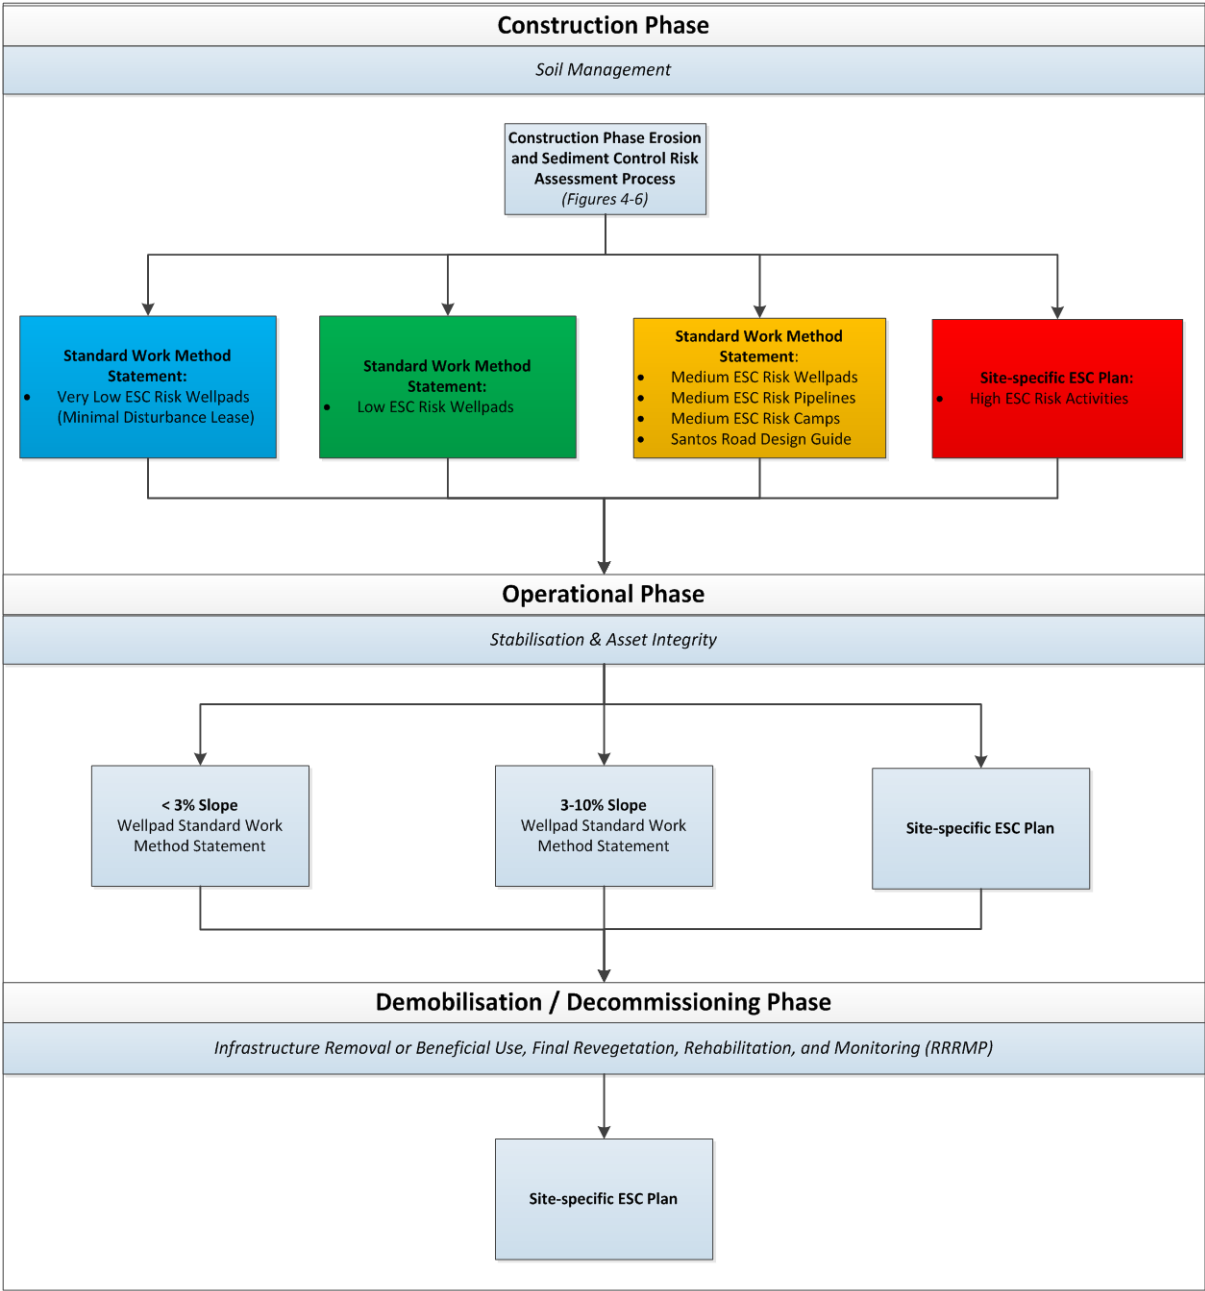 Construction Phase
Soil Management
Construction Phase Erosion
and Sediment Control Risk
Assessment Process
(Figures 4-6)
Standard Work Method
Statement:
• Very Low ESC Risk Wellpads
(Minimal Disturbance Lease)
Standard Work Method
Statement:
• Low ESC Risk Wellpads
Standard Work Method
Statement:
• Medium ESC Risk Wellpads
• Medium ESC Risk Pipelines
• Medium ESC Risk Camps
• Santos Road Design Guide
Site-specific ESC Plan:
• High ESC Risk Activities
Operational Phase
Stabilisation & Asset Integrity
< 3% Slope
Wellpad Standard Work
Method Statement
3-10% Slope
Wellpad Standard Work
Method Statement
Site-specific ESC Plan
Demobilisation / Decommissioning Phase
Infrastructure Removal or Beneficial Use, Final Revegetation, Rehabilitation, and Monitoring (RRRMP)
Site-specific ESC Plan